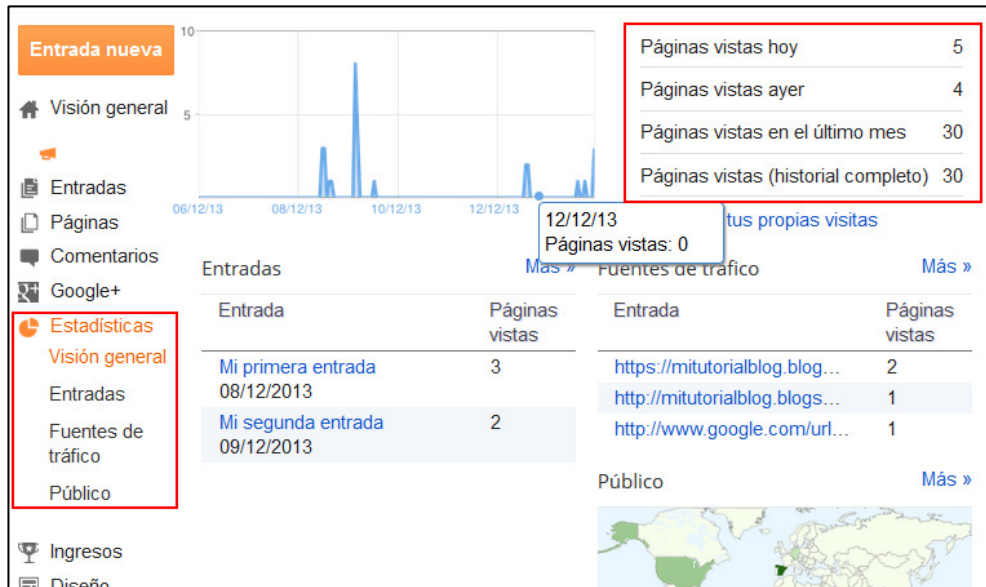 Entrada nueva
Visión general
Entradas
Páginas
Comentarios
Google+
Estadísticas
Visión general
Entradas
Fuentes de
tráfico
Público
Ingresos
Diseño
10
5
06/12/13 08/12/13 10/12/13 12/12/13
12/12/13
Páginas vistas: 0
Páginas vistas hoy 5
Páginas vistas ayer 4
Páginas vistas en el último mes 30
Páginas vistas (historial completo) 30
tus propias visitas
Entradas Más »
Entrada Páginas
vistas
Mi primera entrada 3
08/12/2013
Mi segunda entrada 2
09/12/2013
Fuentes de tráfico Más »
Entrada Páginas
vistas
https://mitutorialblog.blog… 2
http://mitutorialblog.blogs… 1
http://www.google.com/url… 1
Público Más »